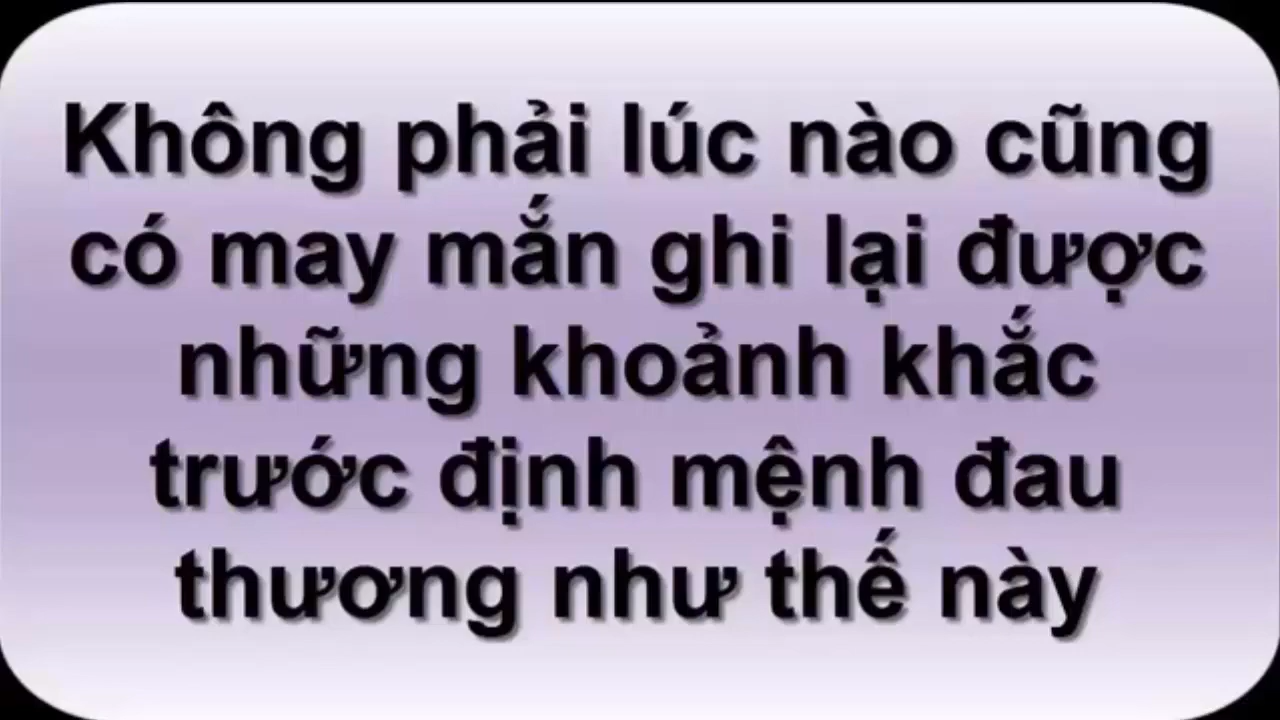 Không phải lúc nào cũng
có may mắn ghi lại được
những khoảnh khắc
trước định mệnh đau
thương như thế này